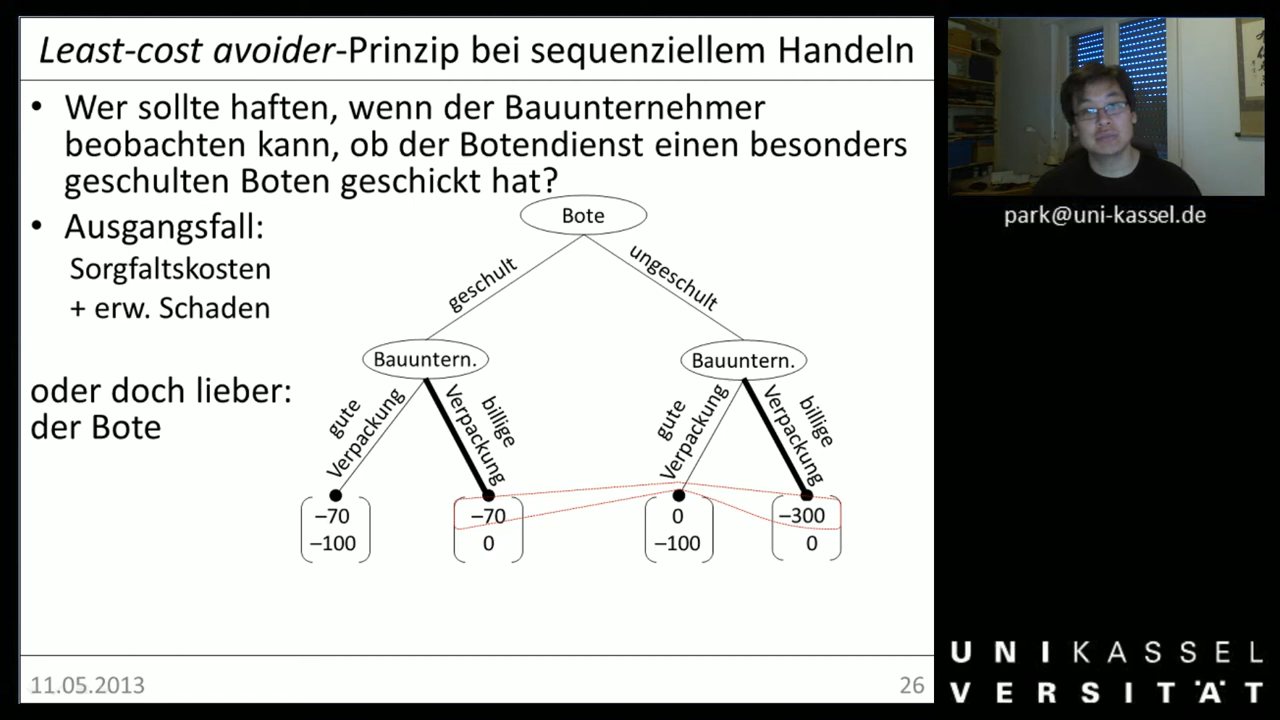 Least-cost avoider-Prinzip bei sequenziellem Handeln
• Wer sollte haften, wenn der Bauunternehmer
beobachten kann, ob der Botendienst einen besonders
geschulten Boten geschickt hat?
• Ausgangsfall:
Sorgfaltskosten
+ erw. Schaden
oder doch lieber:
der Bote
Bote
geschult
ungeschult
Bauuntern.
Bauuntern.
gute
Verpackung
billige
Verpackung
gute
Verpackung
billige
Verpackung
–70
–100
–70
0
0
–100
–300
0
11.05.2013
26
park@uni-kassel.de
UNIKASSEL
VERSITÄT